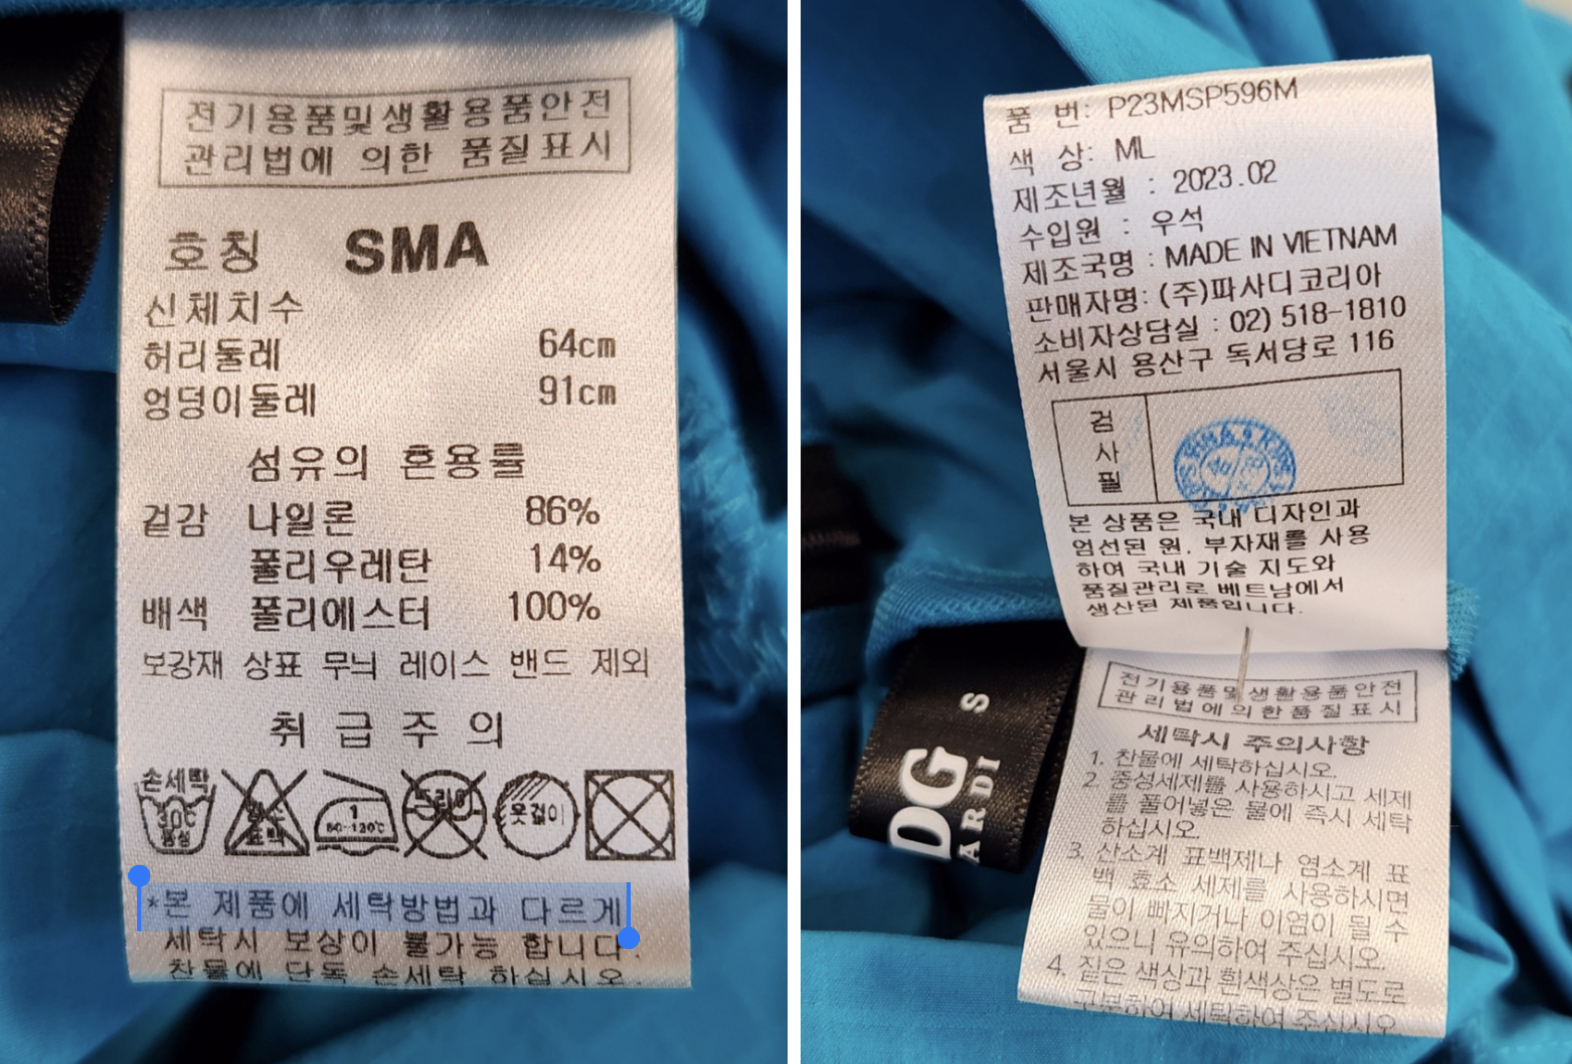 전기용품및생활용품안전
관리법에 의한 품질표시
호칭 SMA
신체치수
허리둘레 64cm
엉덩이둘레 91cm
섬유의 혼용률
겉감 나일론 86%
폴리우레탄 14%
배색 폴리에스터 100%
보강재 상표 무늬 레이스 밴드 제외
취급주의
손세탁
30℃
중성
표백
1
80~120℃
드라이
옷걸이
*본 제품에 세탁방법과 다르게
세탁시 보상이 불가능 합니다.
찬물에 단독 손세탁 하십시오.
품 번: P23MSP596M
색 상: ML
제조년월 : 2023.02
수입원 : 우석
제조국명 : MADE IN VIETNAM
판매자명: (주)파사디코리아
소비자상담실 : 02) 518-1810
서울시 용산구 독서당로 116
검
사
필
본 상품은 국내 디자인과
엄선된 원. 부자재를 사용
하여 국내 기술 지도와
품질관리로 베트남에서
생산된 제품입니다.
S
DG
ARDI
전기용품및생활용품안전
관리법에의한품질표시
세탁시 주의사항
1. 찬물에 세탁하십시오.
2. 중성세제를 사용하시고 세제
를 풀어넣은 물에 즉시 세탁
하십시오.
3. 산소계 표백제나 염소계 표
백 효소 세제를 사용하시면
물이 빠지거나 이염이 될 수
있으니 유의하여 주십시오.
4. 짙은 색상과 흰색상은 별도로
구분하여 세탁하여 주십시오.